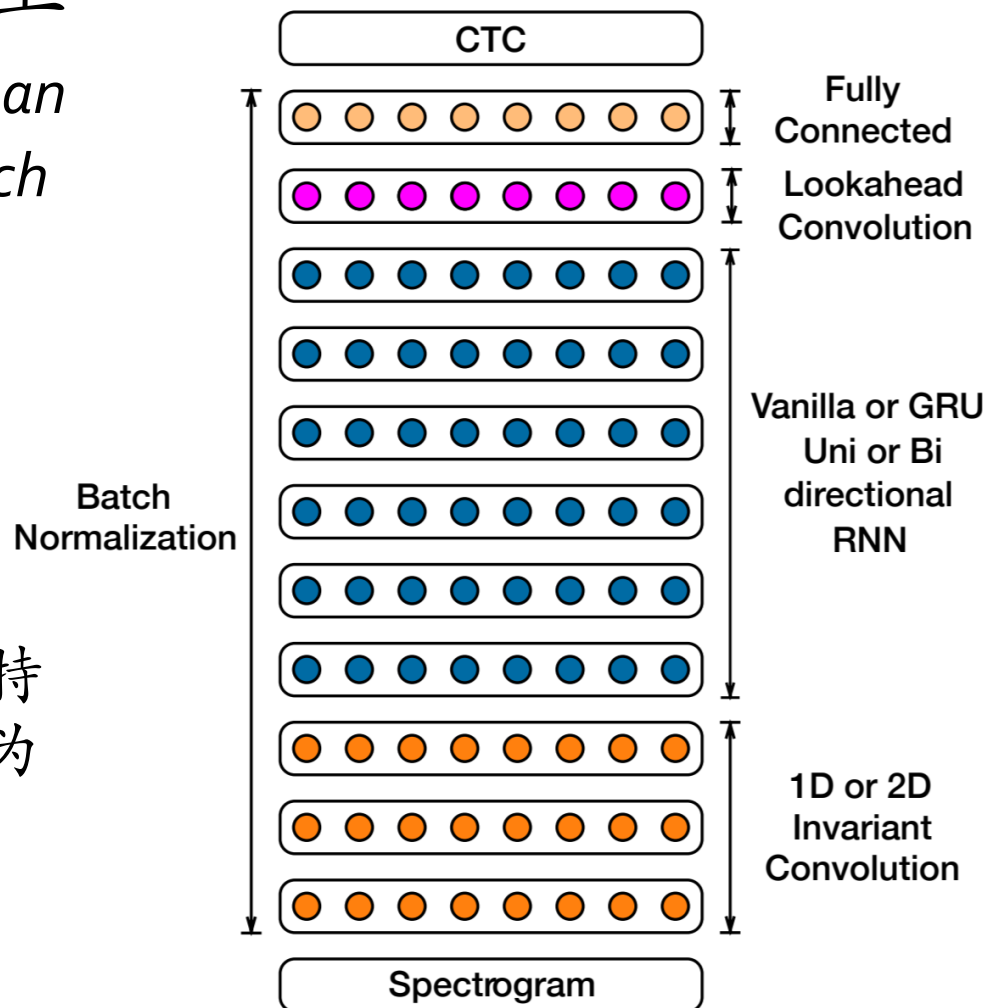 an
ch
持
为
CTC
Fully
Connected
Lookahead
Convolution
Vanilla or GRU
Uni or Bi
directional
RNN
Batch
Normalization
1D or 2D
Invariant
Convolution
Spectrogram